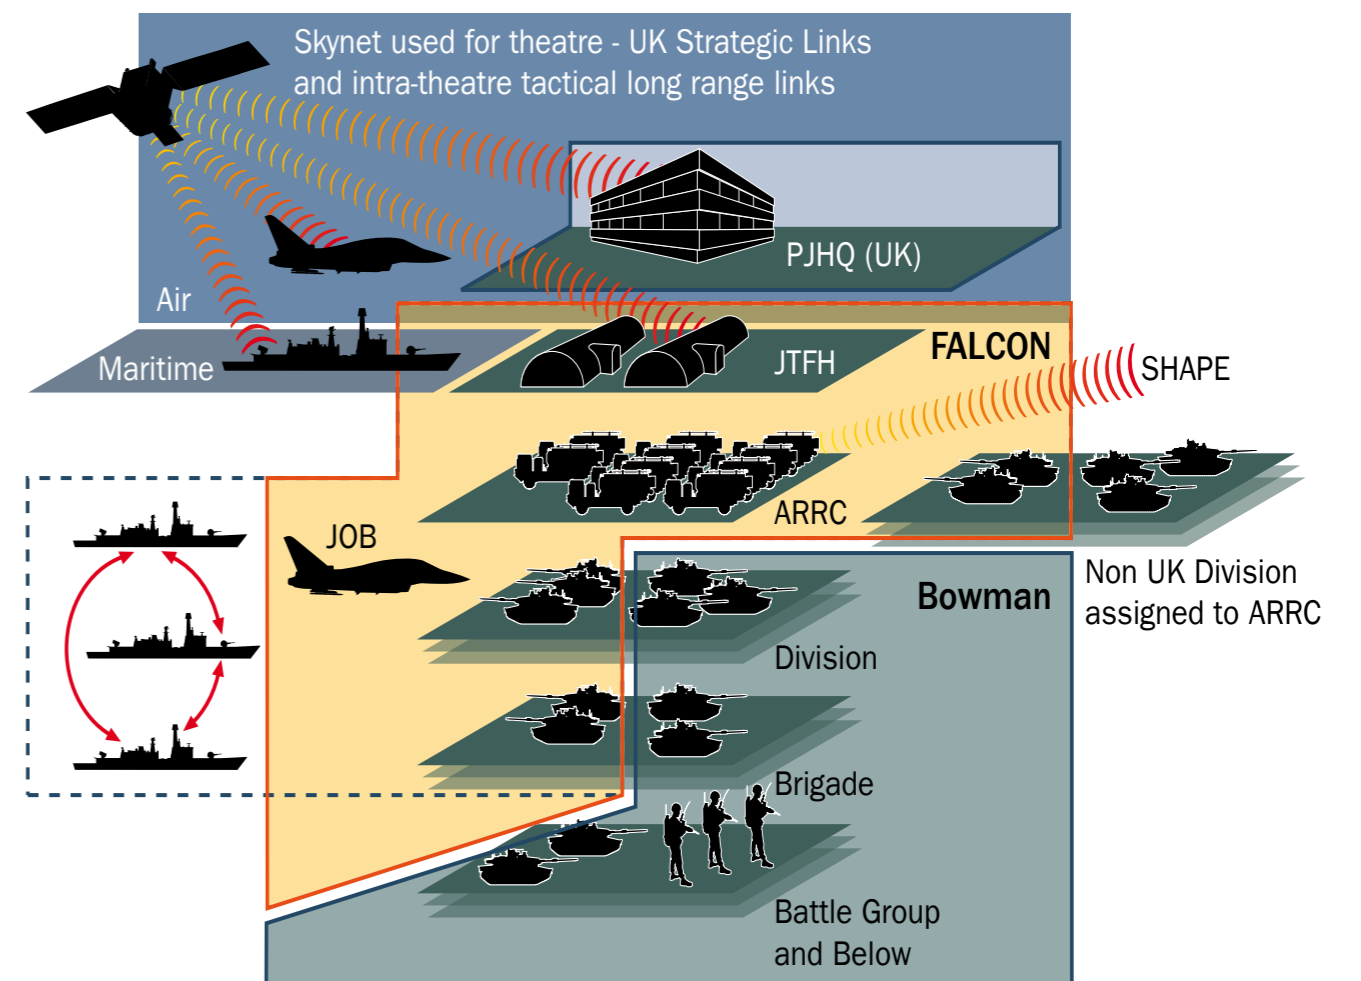 Skynet used for theatre - UK Strategic Links
and intra-theatre tactical long range links
PJHQ (UK)
Air
Maritime
JTFH
FALCON
SHAPE
ARRC
JOB
Non UK Division
assigned to ARRC
Bowman
Division
Brigade
Battle Group
and Below